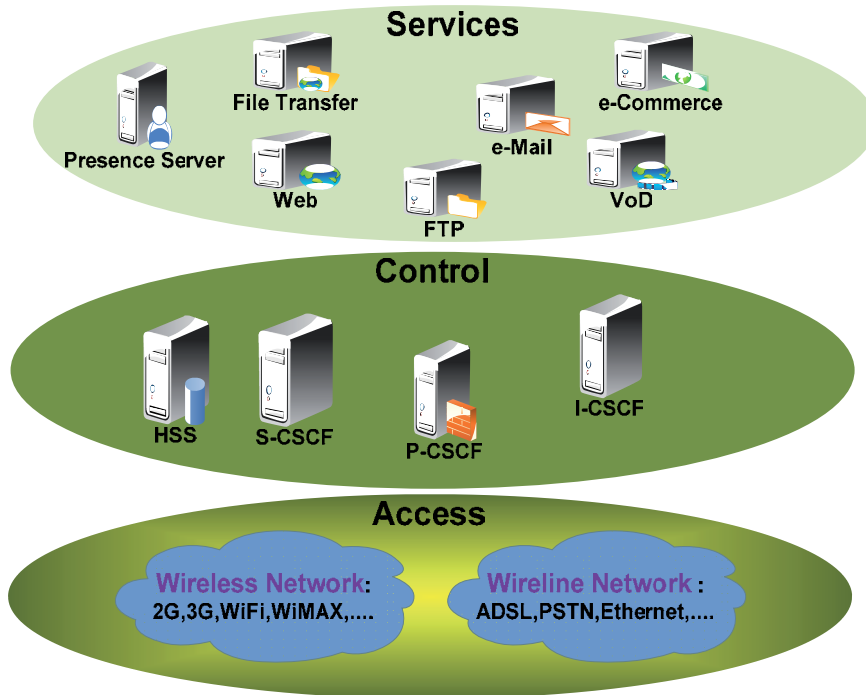 Services
Presence Server
File Transfer
Web
FTP
e-Mail
e-Commerce
VoD
Control
HSS
S-CSCF
P-CSCF
I-CSCF
Access
Wireless Network:
2G,3G,WiFi,WiMAX,....
Wireline Network :
ADSL,PSTN,Ethernet,....